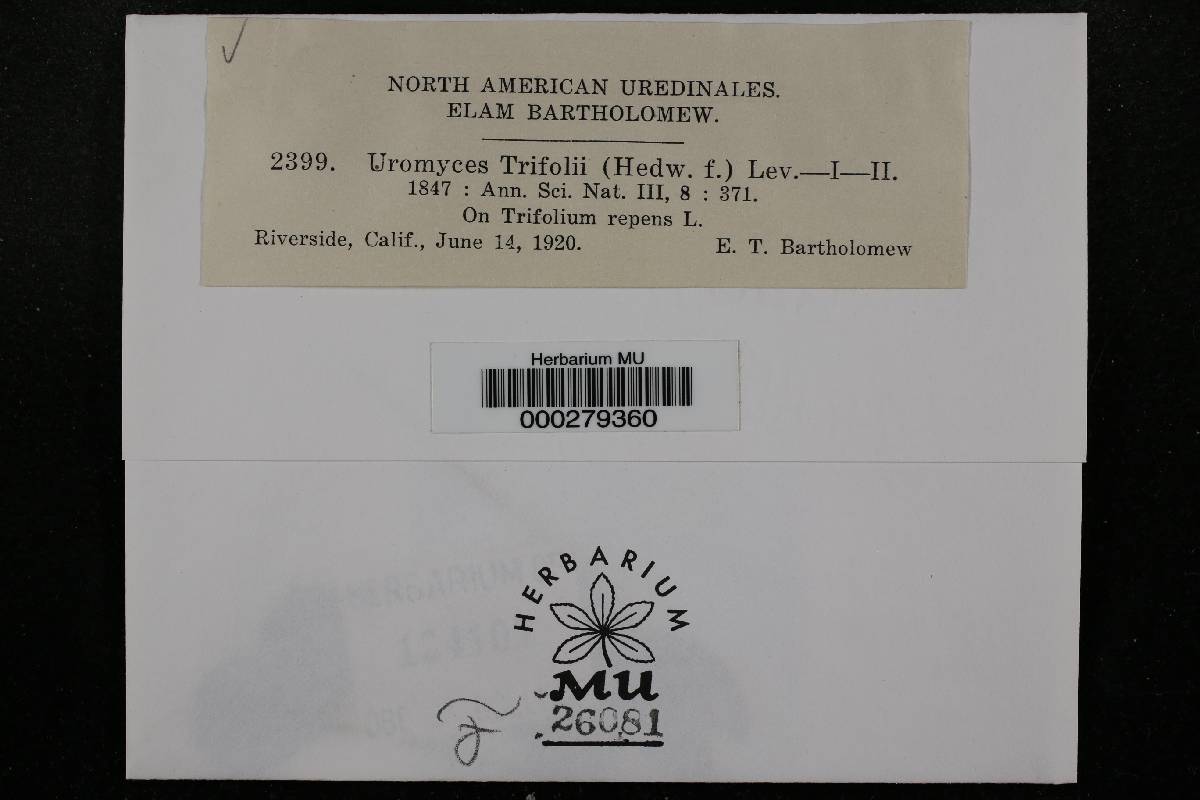 NORTH AMERICAN UREDINALES.
ELAM BARTHOLOMEW.
2399. Uromyces Trifolii (Hedw. f.) Lev.—I—II.
1847 : Ann. Sci. Nat. III, 8 : 371.
On Trifolium repens L.
Riverside, Calif., June 14, 1920. E. T. Bartholomew
Herbarium MU
000279360
HERBARIUM
MU
F 26081